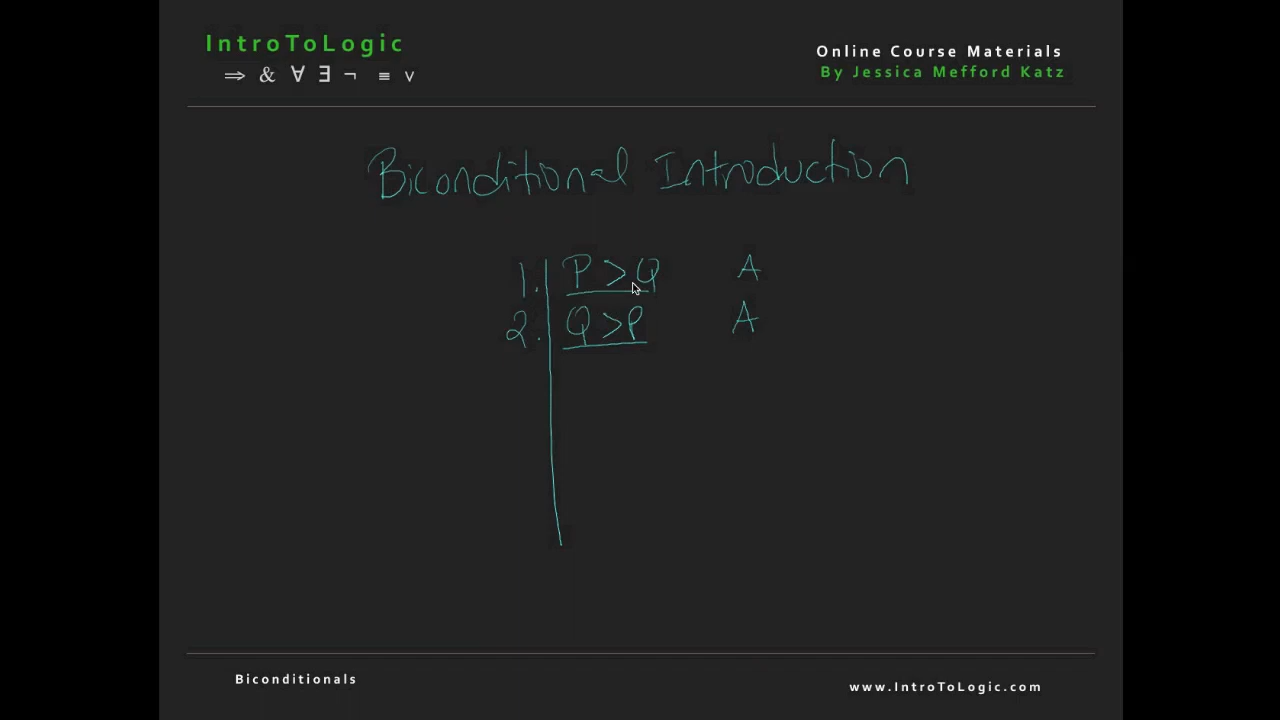 IntroToLogic
⇒ & ∀ ∃ ¬ ≡ ∨
Online Course Materials
By Jessica Mefford Katz
Biconditional Introduction
1. P > Q A
2. Q > P A
Biconditionals
www.IntroToLogic.com